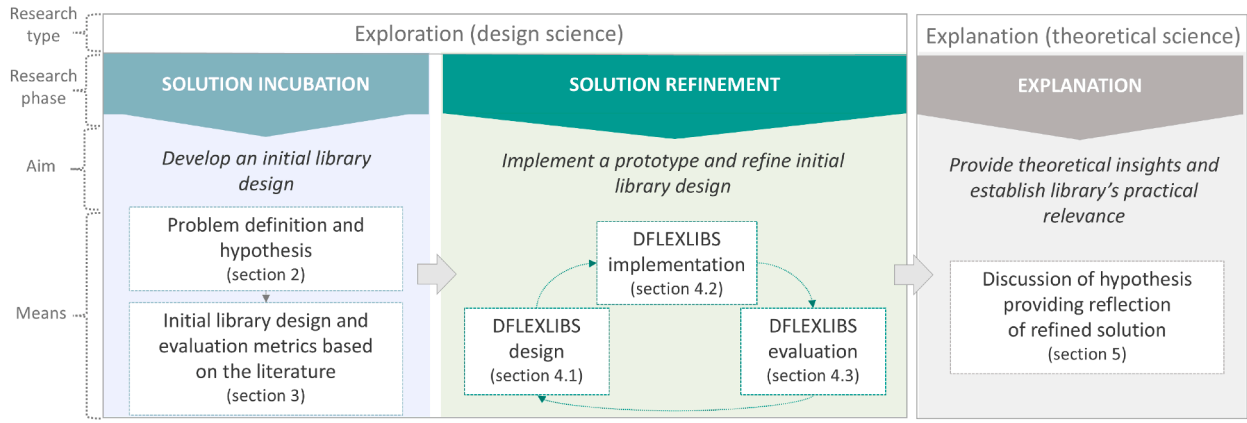 Research
type
Exploration (design science)
Explanation (theoretical science)
Research
phase
SOLUTION INCUBATION
SOLUTION REFINEMENT
EXPLANATION
Aim
Develop an initial library
design
Implement a prototype and refine initial
library design
Provide theoretical insights and
establish library's practical
relevance
Means
Problem definition and
hypothesis
(section 2)
Initial library design and
evaluation metrics based
on the literature
(section 3)
DFLEXLIBS
implementation
(section 4.2)
DFLEXLIBS
design
(section 4.1)
DFLEXLIBS
evaluation
(section 4.3)
Discussion of hypothesis
providing reflection
of refined solution
(section 5)